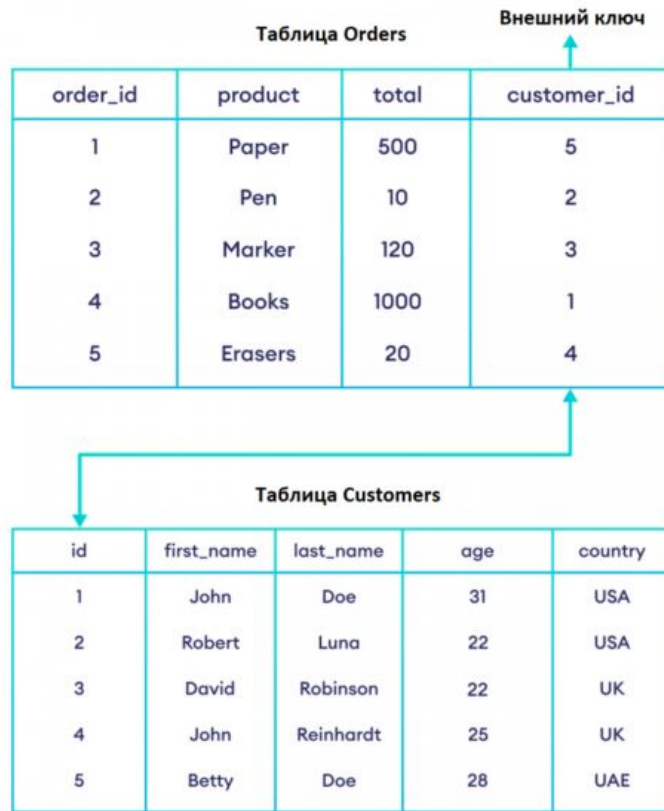 Внешний ключ
Таблица Orders
order_id product total customer_id
1 Paper 500 5
2 Pen 10 2
3 Marker 120 3
4 Books 1000 1
5 Erasers 20 4
Таблица Customers
id first_name last_name age country
1 John Doe 31 USA
2 Robert Luna 22 USA
3 David Robinson 22 UK
4 John Reinhardt 25 UK
5 Betty Doe 28 UAE